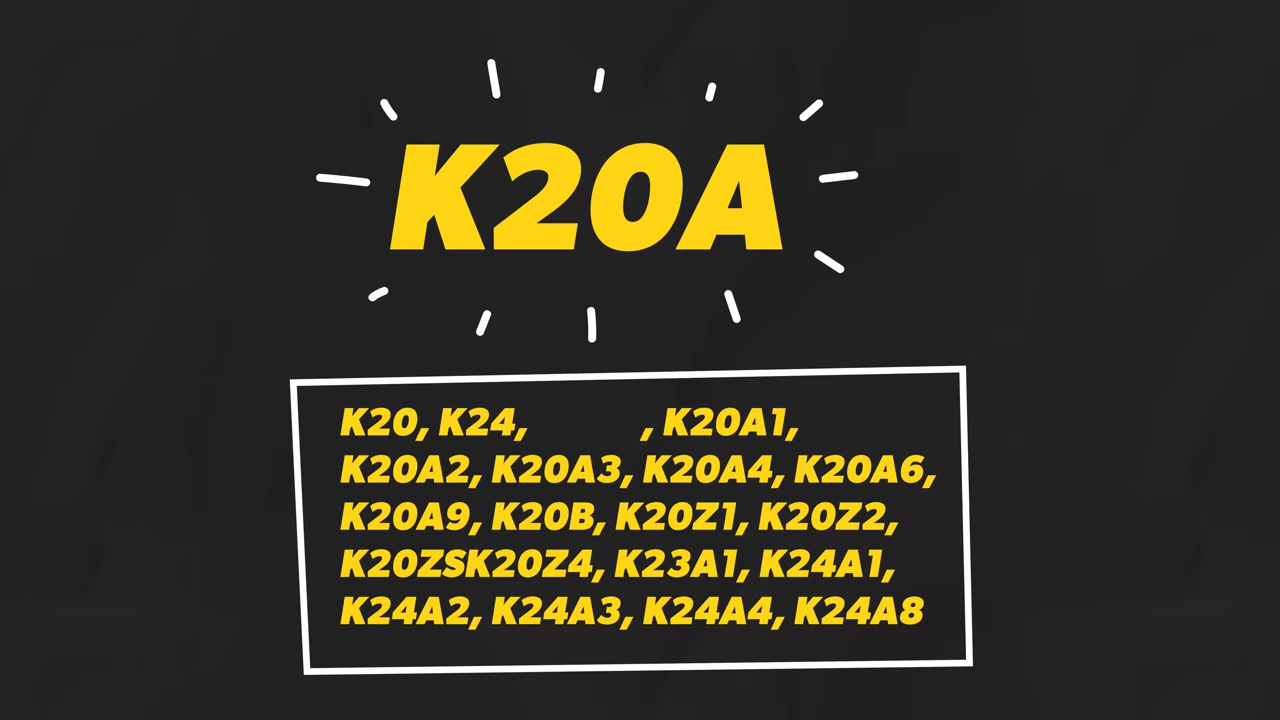 K20A
K20, K24, , K20A1,
K20A2, K20A3, K20A4, K20A6,
K20A9, K20B, K20Z1, K20Z2,
K20ZSK20Z4, K23A1, K24A1,
K24A2, K24A3, K24A4, K24A8